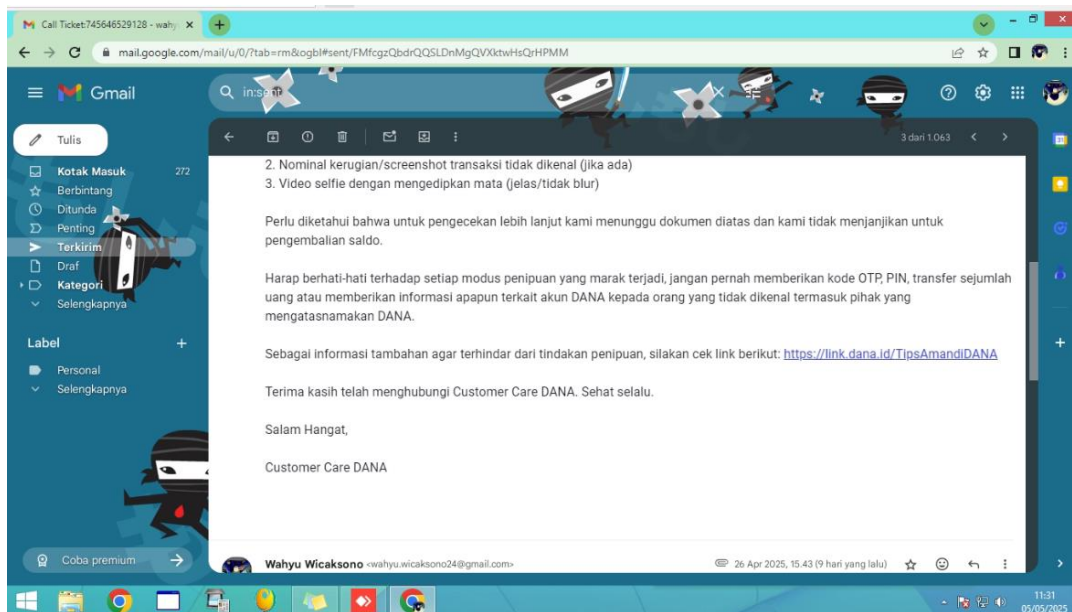 Call Ticket:745646529128 - wahy
mail.google.com/mail/u/0/?tab=rm&ogbl#sent/FMfcgzQbdrQQSLDnMgQVXktwHsQrHPMM
Gmail
in:sent
Tulis
3 dari 1.063
Kotak Masuk 272
Berbintang
Ditunda
Penting
Terkirim
Draf
Kategori
Selengkapnya
Label
Personal
Selengkapnya
Coba premium
2. Nominal kerugian/screenshot transaksi tidak dikenal (jika ada)
3. Video selfie dengan mengedipkan mata (jelas/tidak blur)
Perlu diketahui bahwa untuk pengecekan lebih lanjut kami menunggu dokumen diatas dan kami tidak menjanjikan untuk
pengembalian saldo.
Harap berhati-hati terhadap setiap modus penipuan yang marak terjadi, jangan pernah memberikan kode OTP, PIN, transfer sejumlah
uang atau memberikan informasi apapun terkait akun DANA kepada orang yang tidak dikenal termasuk pihak yang
mengatasnamakan DANA.
Sebagai informasi tambahan agar terhindar dari tindakan penipuan, silakan cek link berikut: https://link.dana.id/TipsAmandiDANA
Terima kasih telah menghubungi Customer Care DANA. Sehat selalu.
Salam Hangat,
Customer Care DANA
Wahyu Wicaksono <wahyu.wicaksono24@gmail.com> 26 Apr 2025, 15.43 (9 hari yang lalu)
11:31
05/05/2025